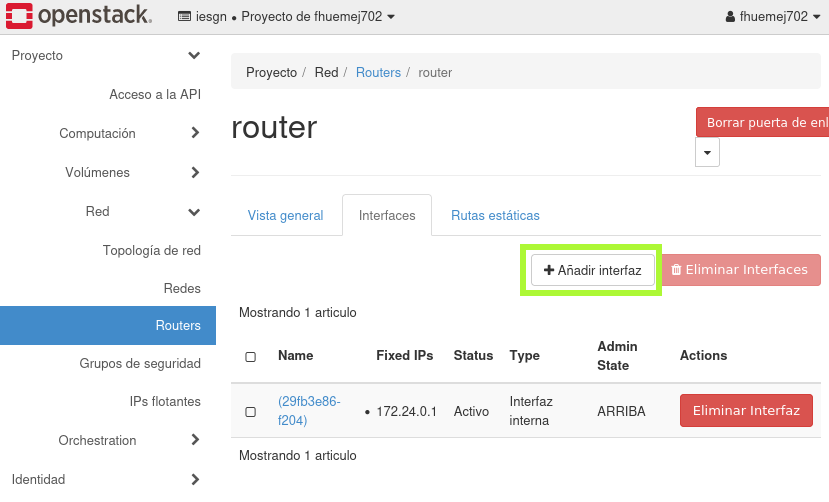 openstack.
iesgn • Proyecto de fhuemej702
fhuemej702
Proyecto
Acceso a la API
Computación
Volúmenes
Red
Topología de red
Redes
Routers
Grupos de seguridad
IPs flotantes
Orchestration
Identidad
Proyecto / Red / Routers / router
router
Borrar puerta de enl
Vista general
Interfaces
Rutas estáticas
+ Añadir interfaz
Eliminar Interfaces
Mostrando 1 articulo
Name Fixed IPs Status Type Admin
State Actions
(29fb3e86-
f204)
• 172.24.0.1
Activo
Interfaz
interna
ARRIBA
Eliminar Interfaz
Mostrando 1 articulo